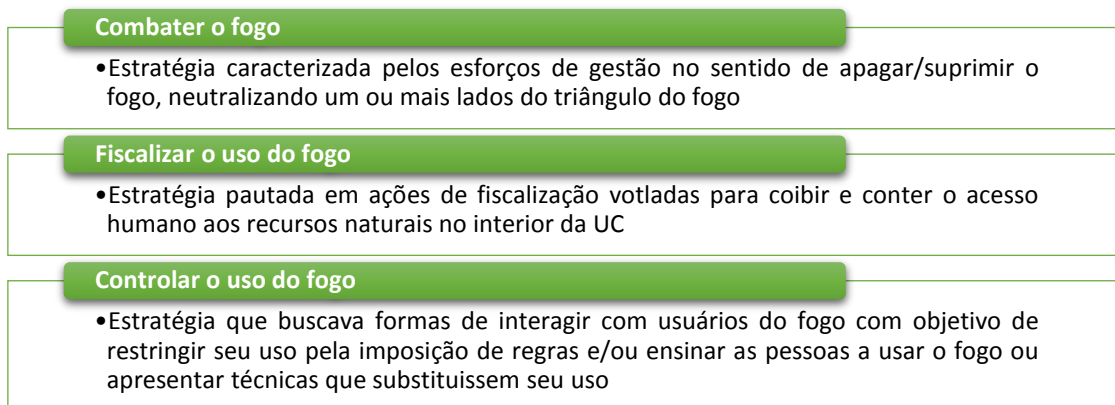 Combater o fogo
•Estratégia caracterizada pelos esforços de gestão no sentido de apagar/suprimir o
fogo, neutralizando um ou mais lados do triângulo do fogo
Fiscalizar o uso do fogo
•Estratégia pautada em ações de fiscalização votladas para coibir e conter o acesso
humano aos recursos naturais no interior da UC
Controlar o uso do fogo
•Estratégia que buscava formas de interagir com usuários do fogo com objetivo de
restringir seu uso pela imposição de regras e/ou ensinar as pessoas a usar o fogo ou
apresentar técnicas que substituissem seu uso